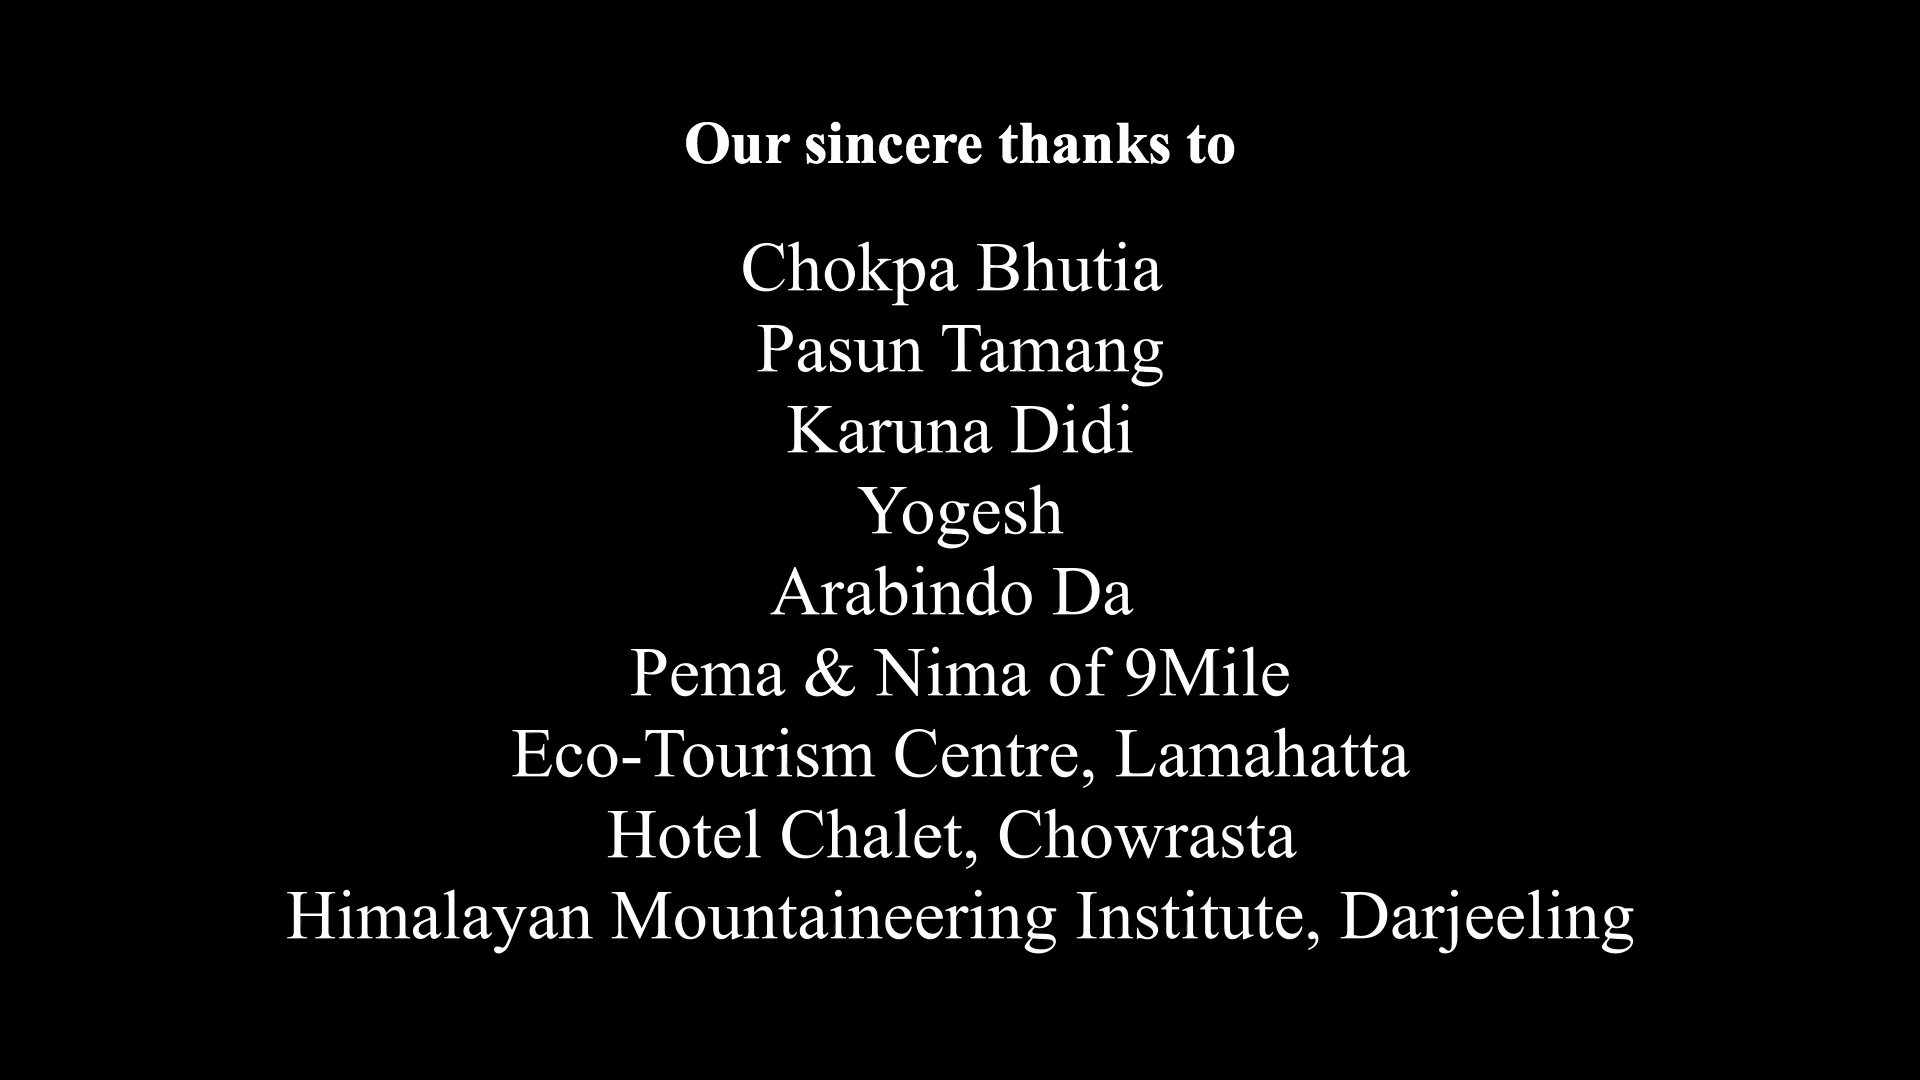 Our sincere thanks to
Chokpa Bhutia
Pasun Tamang
Karuna Didi
Yogesh
Arabindo Da
Pema & Nima of 9Mile
Eco-Tourism Centre, Lamahatta
Hotel Chalet, Chowrasta
Himalayan Mountaineering Institute, Darjeeling